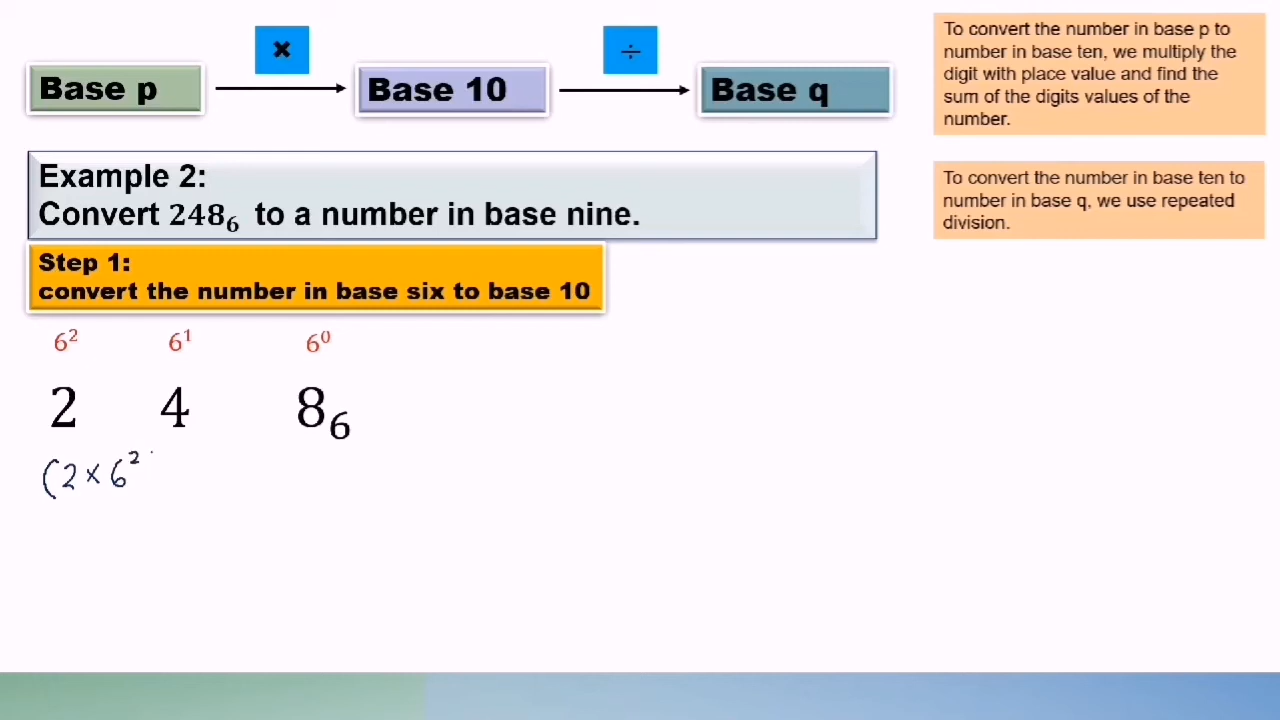 ×
÷
Base p
Base 10
Base q
To convert the number in base p to
number in base ten, we multiply the
digit with place value and find the
sum of the digits values of the
number.
Example 2:
Convert 248₆ to a number in base nine.
To convert the number in base ten to
number in base q, we use repeated
division.
Step 1:
convert the number in base six to base 10
6² 6¹ 6⁰
2 4 8₆
(2 × 6²